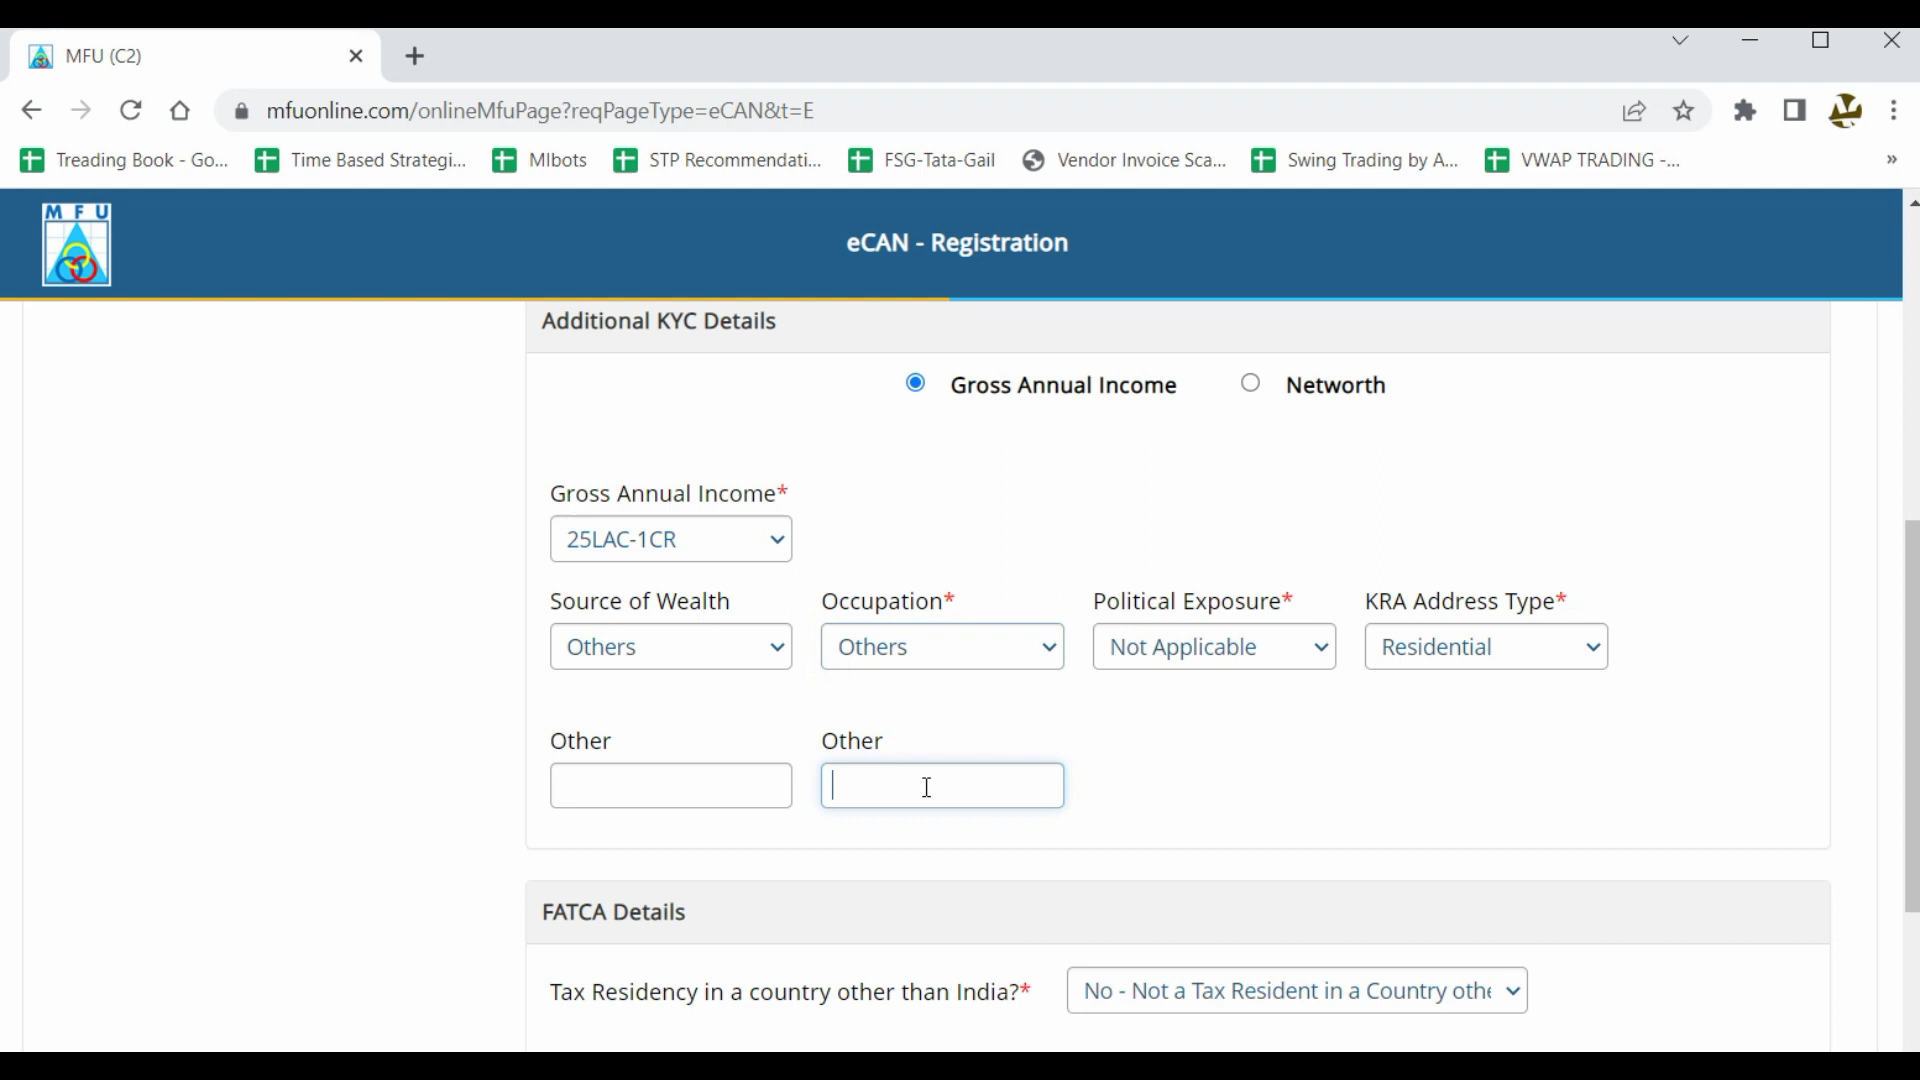 MFU (C2)
mfuonline.com/onlineMfuPage?reqPageType=eCAN&t=E
Treading Book - Go... Time Based Strategi... MIbots STP Recommendati... FSG-Tata-Gail Vendor Invoice Sca... Swing Trading by A... VWAP TRADING -... »
M F U
eCAN - Registration
Additional KYC Details
Gross Annual Income Networth
Gross Annual Income*
25LAC-1CR
Source of Wealth Occupation* Political Exposure* KRA Address Type*
Others Others Not Applicable Residential
Other Other
FATCA Details
Tax Residency in a country other than India?* No - Not a Tax Resident in a Country othe